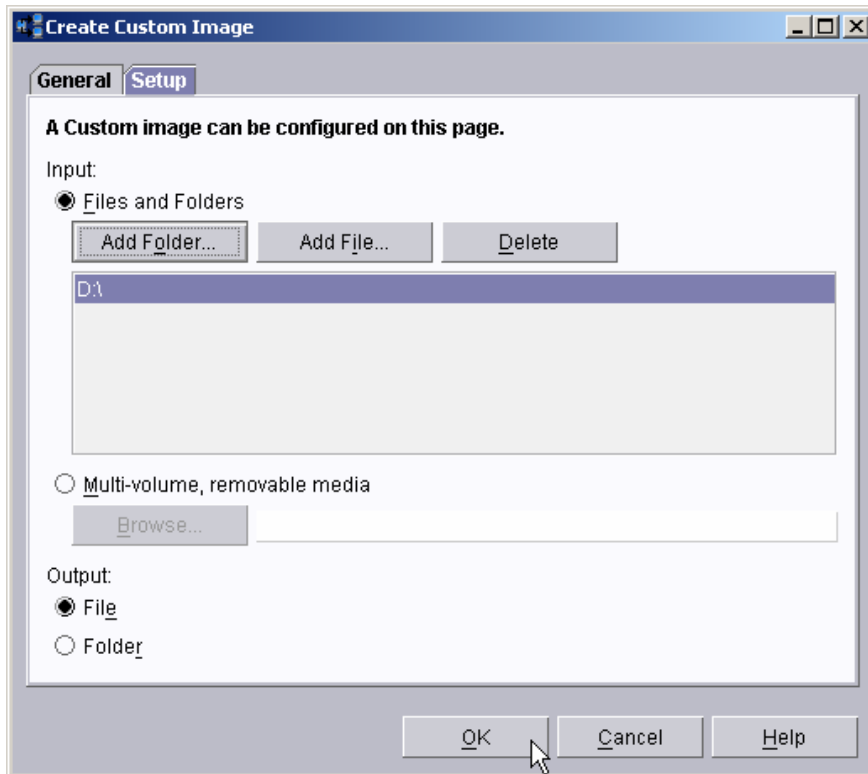 Create Custom Image
General Setup
A Custom image can be configured on this page.
Input:
Files and Folders
Add Folder... Add File... Delete
D:\
Multi-volume, removable media
Browse...
Output:
File
Folder
OK Cancel Help